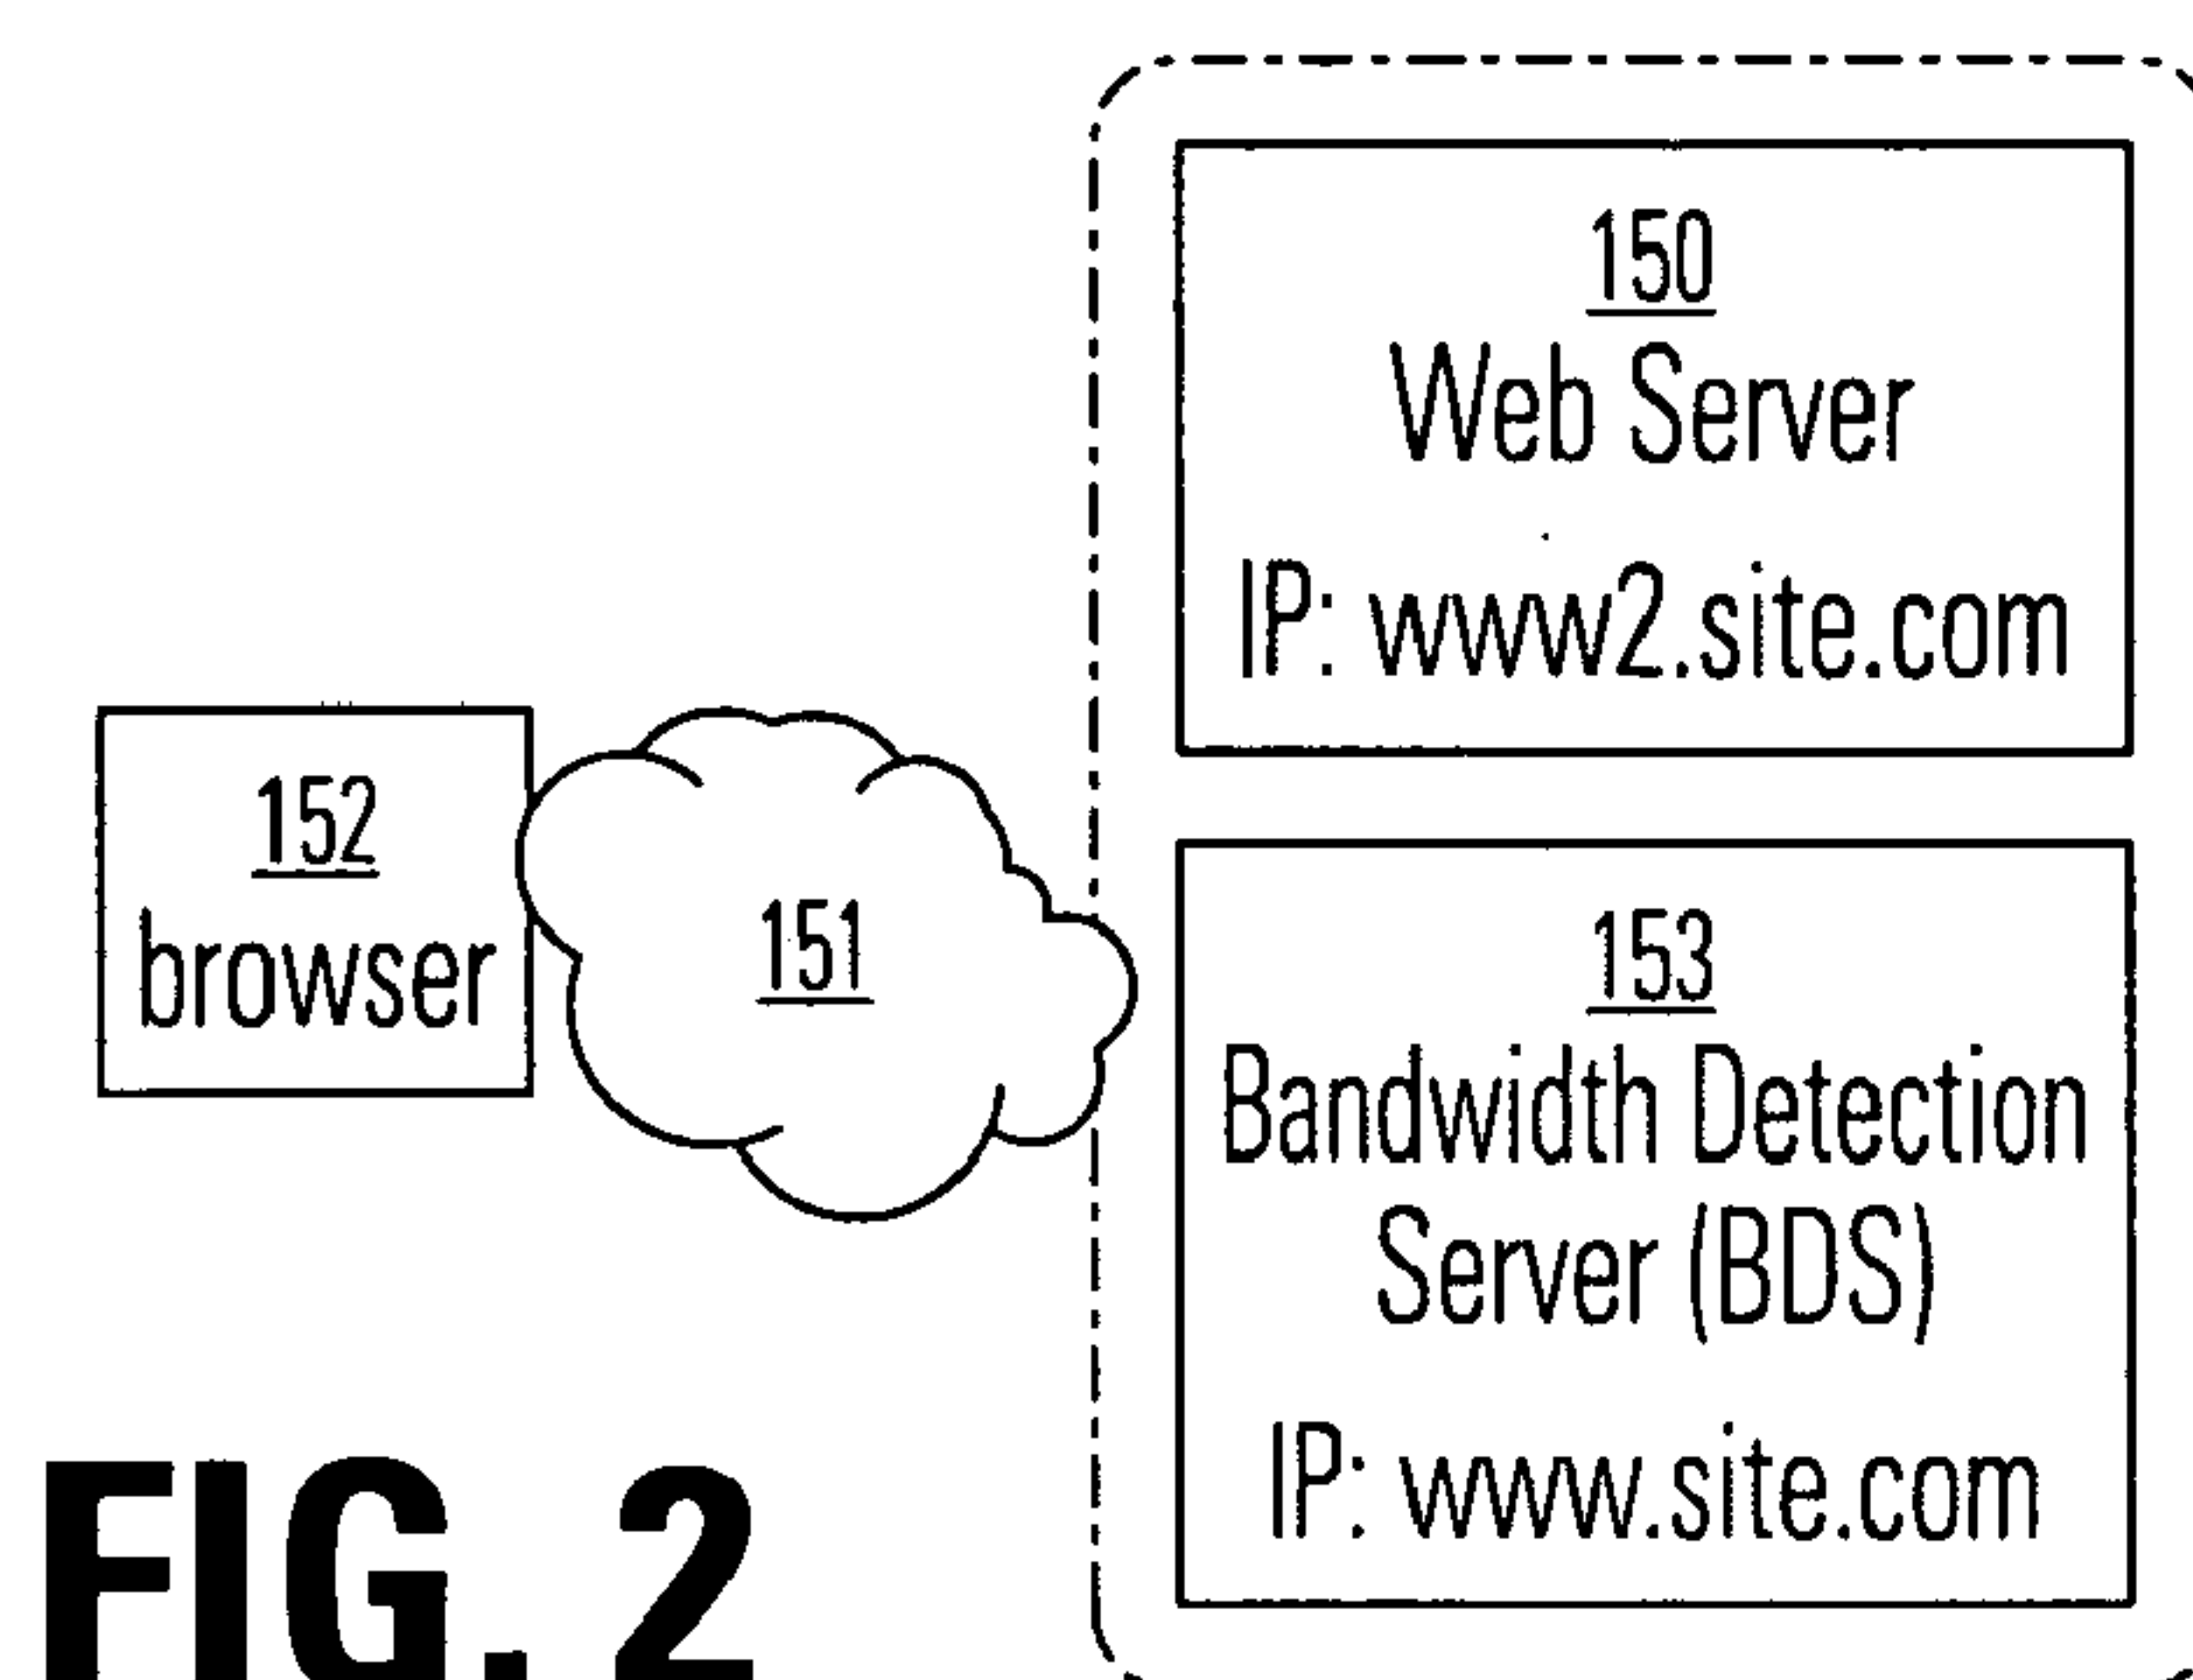 150
Web Server
IP: www2.site.com
152
browser
151
153
Bandwidth Detection
Server (BDS)
IP: www.site.com
FIG. 2